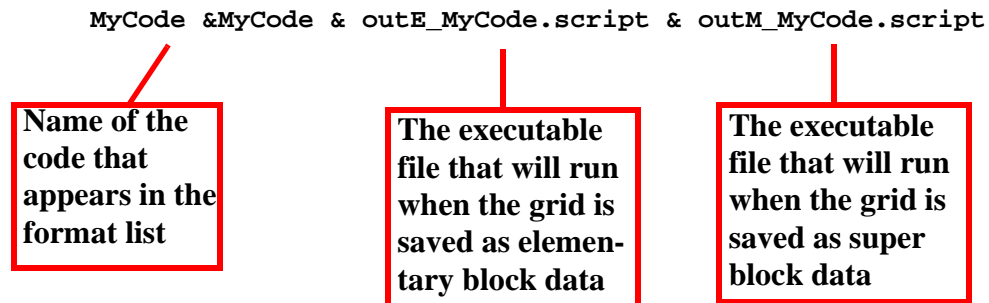 MyCode &MyCode & outE_MyCode.script & outM_MyCode.script
Name of the
code that
appears in the
format list
The executable
file that will run
when the grid is
saved as elemen-
tary block data
The executable
file that will run
when the grid is
saved as super
block data